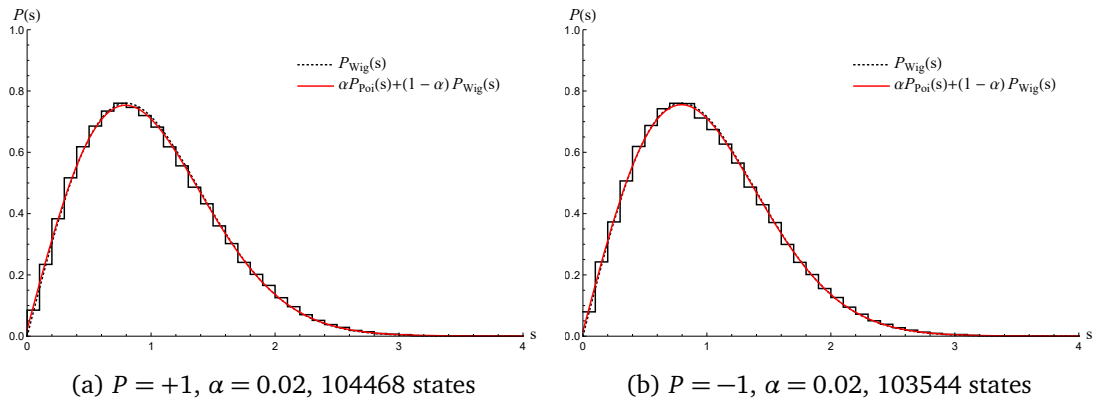 P(s)
1.0
0.8
0.6
0.4
0.2
0.0
0
1
2
3
4
s
P_Wig(s)
αP_Poi(s)+(1 − α) P_Wig(s)
(a) P = +1, α = 0.02, 104468 states
P(s)
1.0
0.8
0.6
0.4
0.2
0.0
0
1
2
3
4
s
P_Wig(s)
αP_Poi(s)+(1 − α) P_Wig(s)
(b) P = −1, α = 0.02, 103544 states